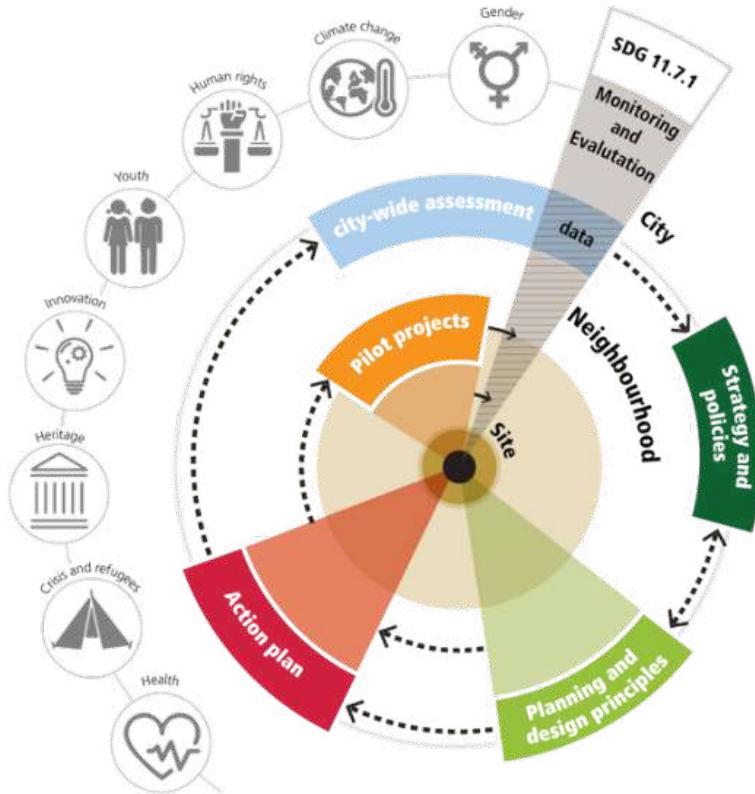 Gender
Climate change
Human rights
Youth
Innovation
Heritage
Crisis and refugees
Health
SDG 11.7.1
Monitoring
and
Evalutation
city-wide assessment
data
City
Neighbourhood
Site
Pilot projects
Strategy and
policies
Planning and
design principles
Action plan